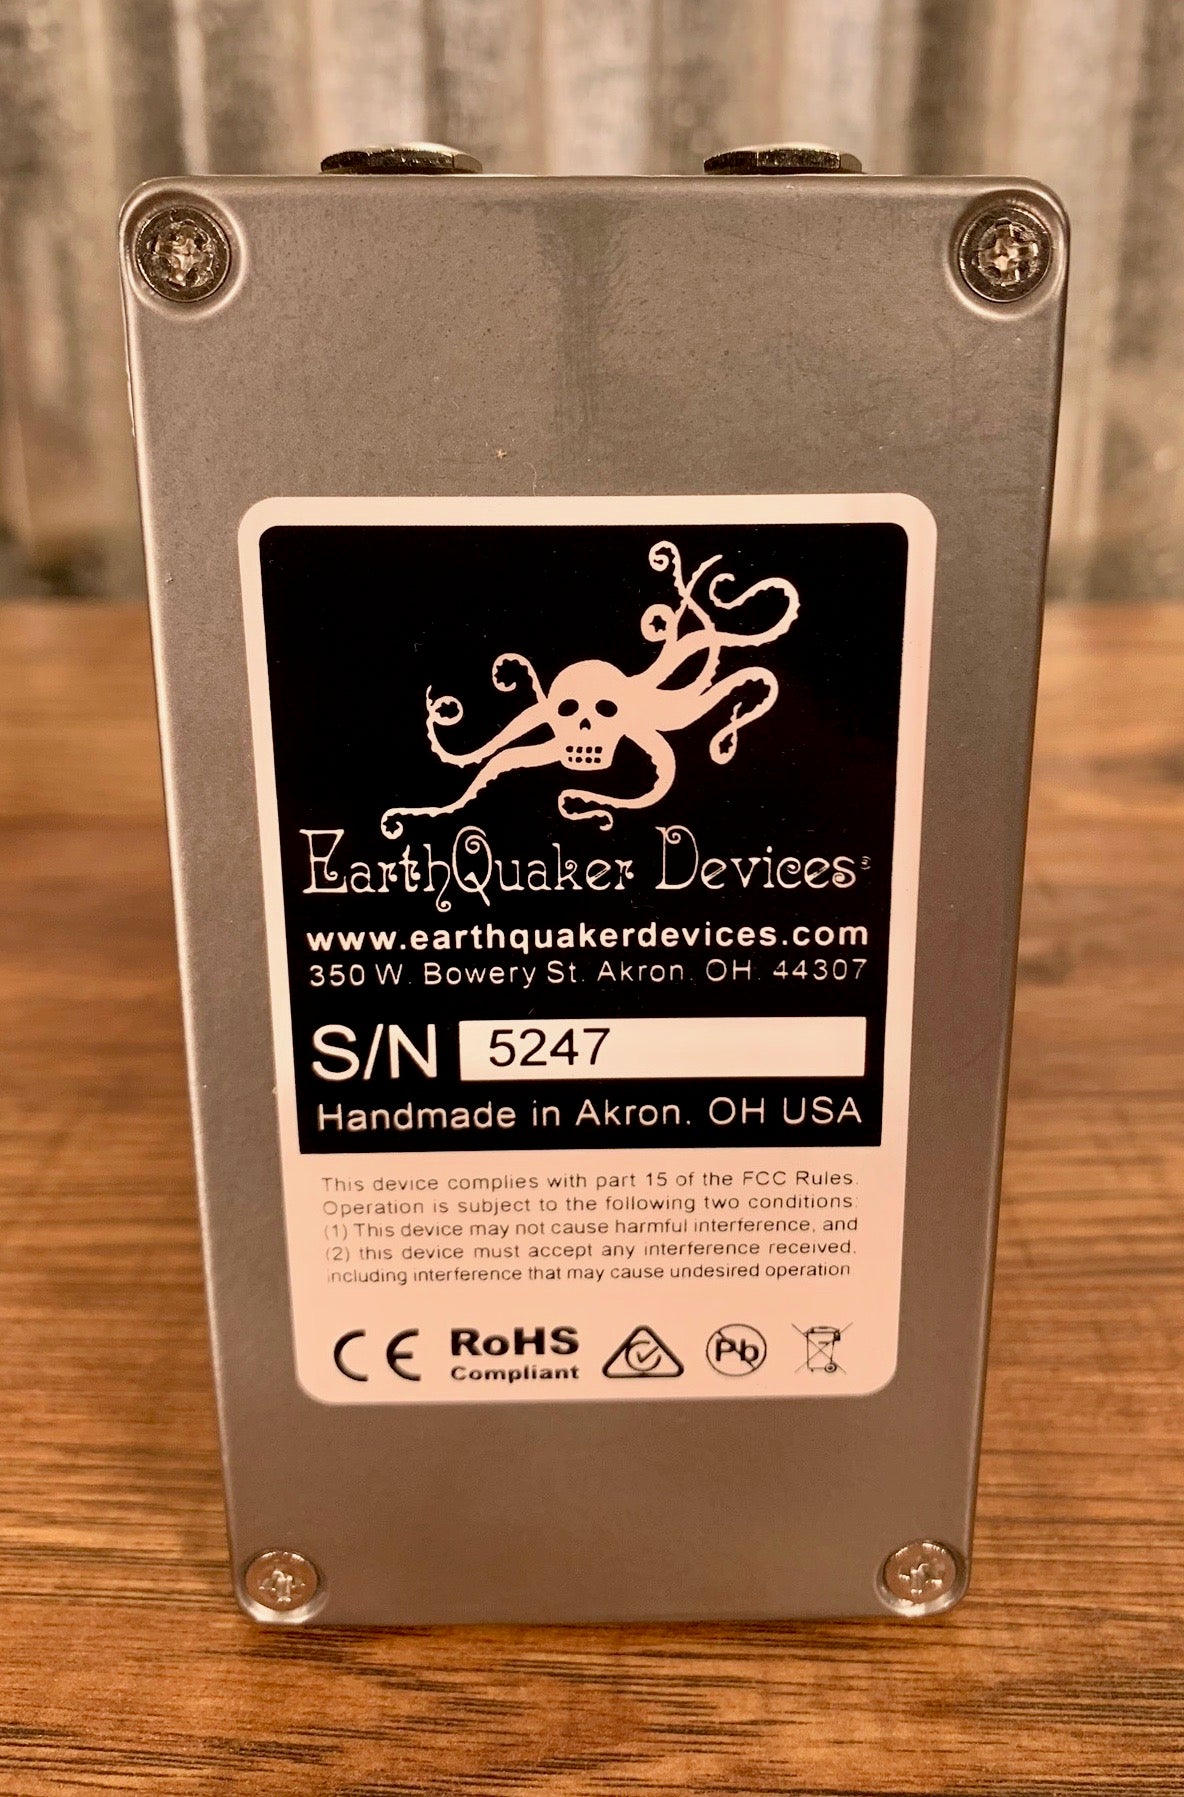 EarthQuaker Devices®
www.earthquakerdevices.com
350 W. Bowery St. Akron, OH. 44307
S/N 5247
Handmade in Akron, OH USA
This device complies with part 15 of the FCC Rules.
Operation is subject to the following two conditions:
(1) This device may not cause harmful interference, and
(2) this device must accept any interference received,
including interference that may cause undesired operation
CE RoHS Pb
Compliant